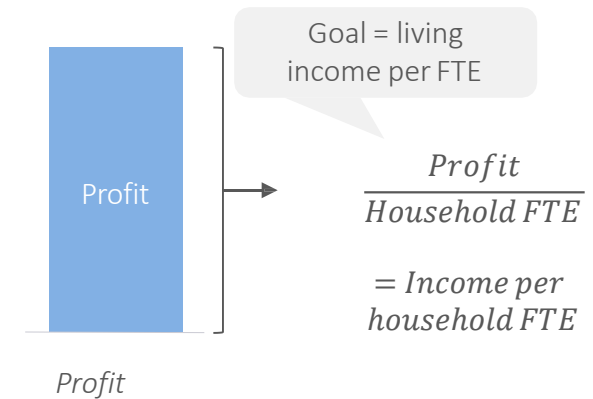 Goal = living
income per FTE
Profit
Profit
Household FTE
= Income per
household FTE
Profit